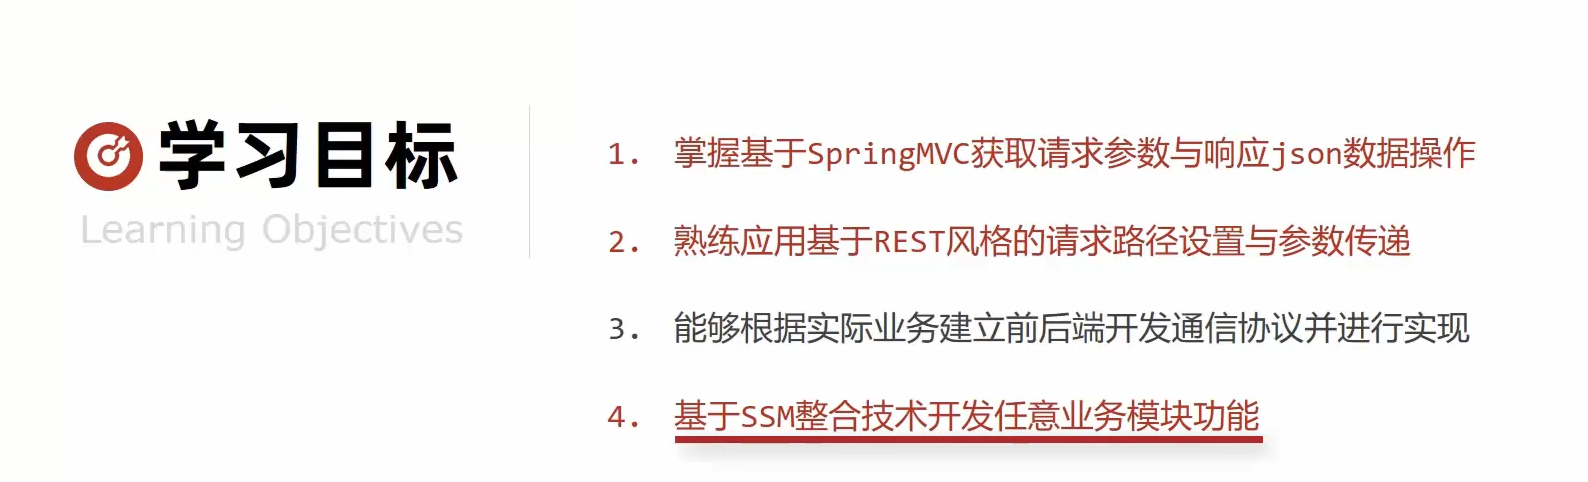 学习目标
Learning Objectives
1. 掌握基于SpringMVC获取请求参数与响应json数据操作
2. 熟练应用基于REST风格的请求路径设置与参数传递
3. 能够根据实际业务建立前后端开发通信协议并进行实现
4. 基于SSM整合技术开发任意业务模块功能